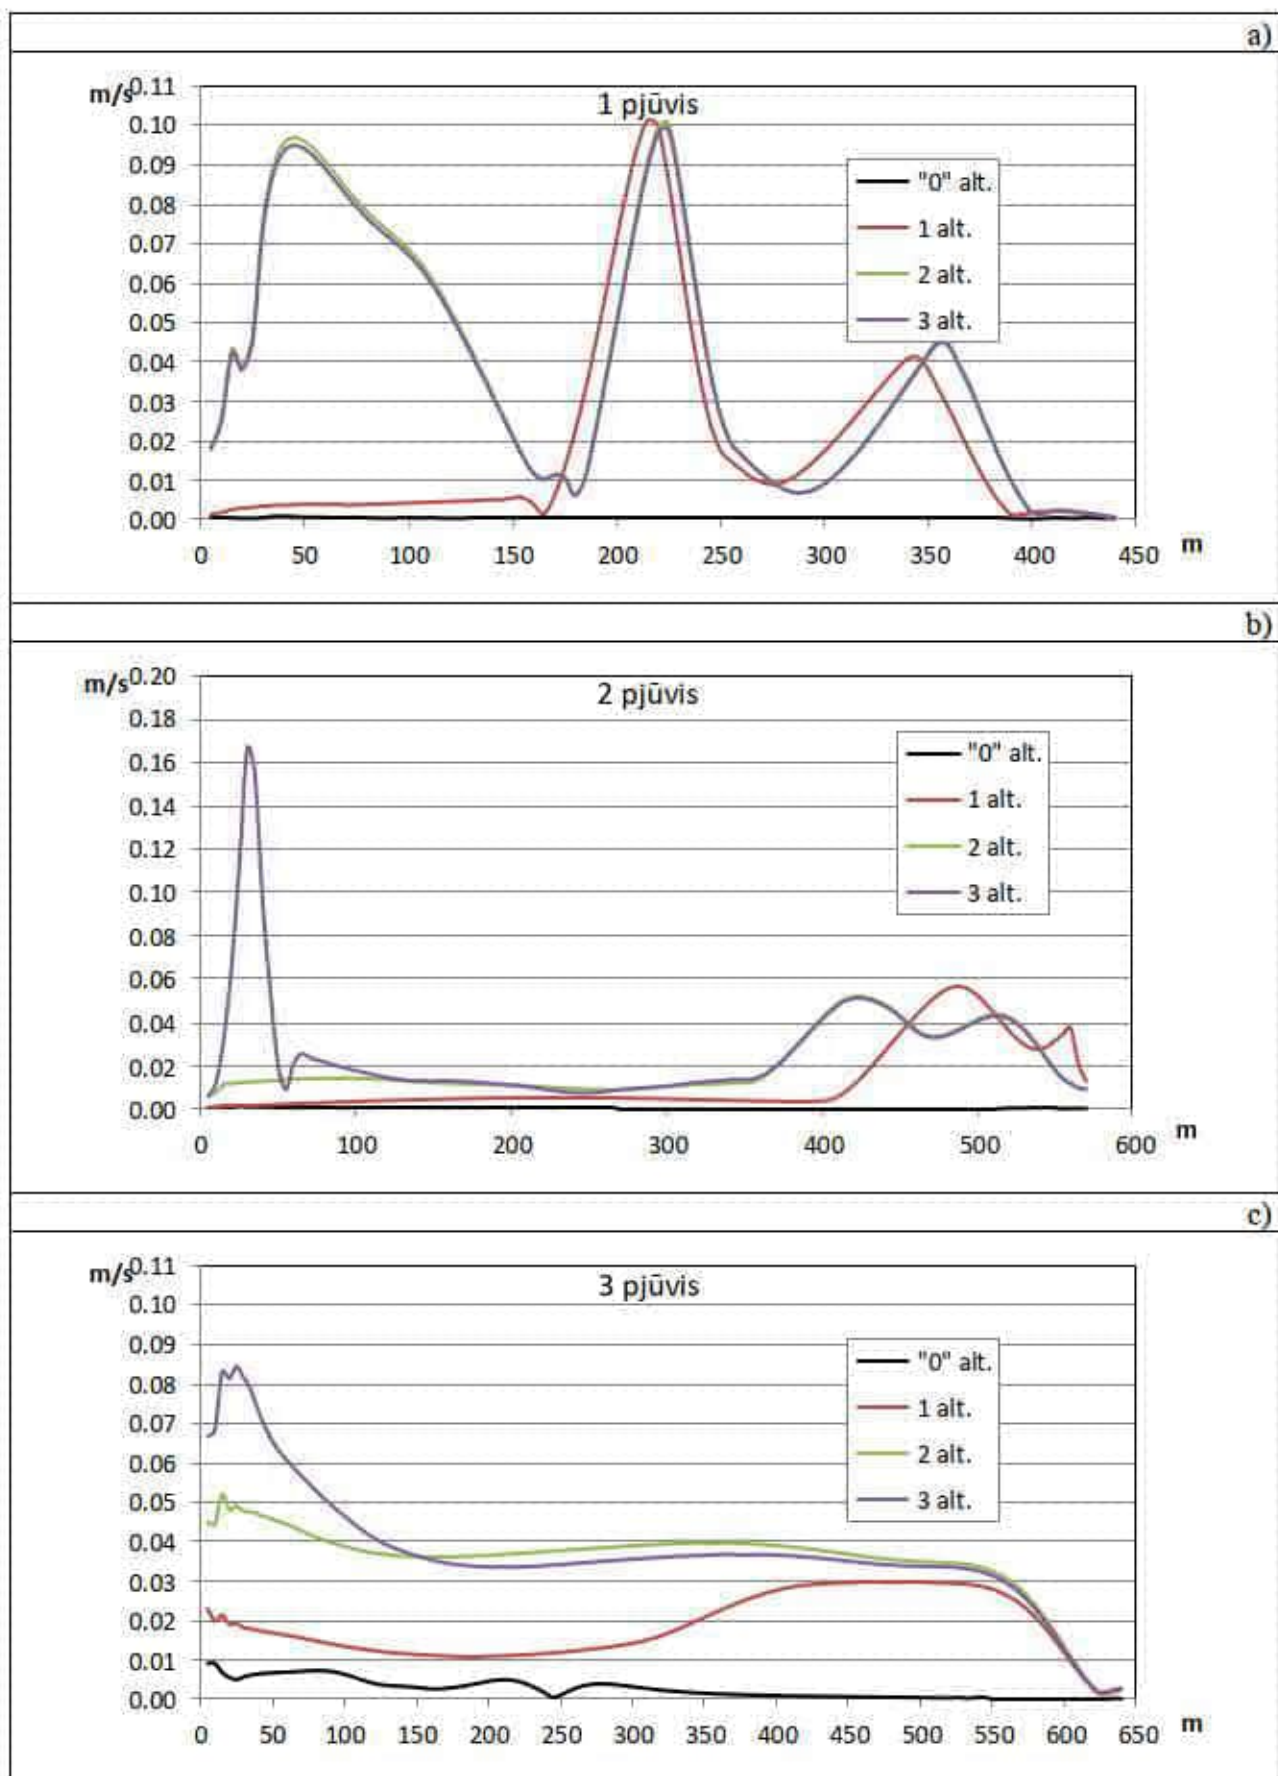 a)
m/s
1 pjūvis
0.11
0.10
0.09
0.08
0.07
0.06
0.05
0.04
0.03
0.02
0.01
0.00
"0" alt.
1 alt.
2 alt.
3 alt.
0 50 100 150 200 250 300 350 400 450 m
b)
m/s
2 pjūvis
0.20
0.18
0.16
0.14
0.12
0.10
0.08
0.06
0.04
0.02
0.00
"0" alt.
1 alt.
2 alt.
3 alt.
0 100 200 300 400 500 600 m
c)
m/s
3 pjūvis
0.11
0.10
0.09
0.08
0.07
0.06
0.05
0.04
0.03
0.02
0.01
0.00
"0" alt.
1 alt.
2 alt.
3 alt.
0 50 100 150 200 250 300 350 400 450 500 550 600 650 m